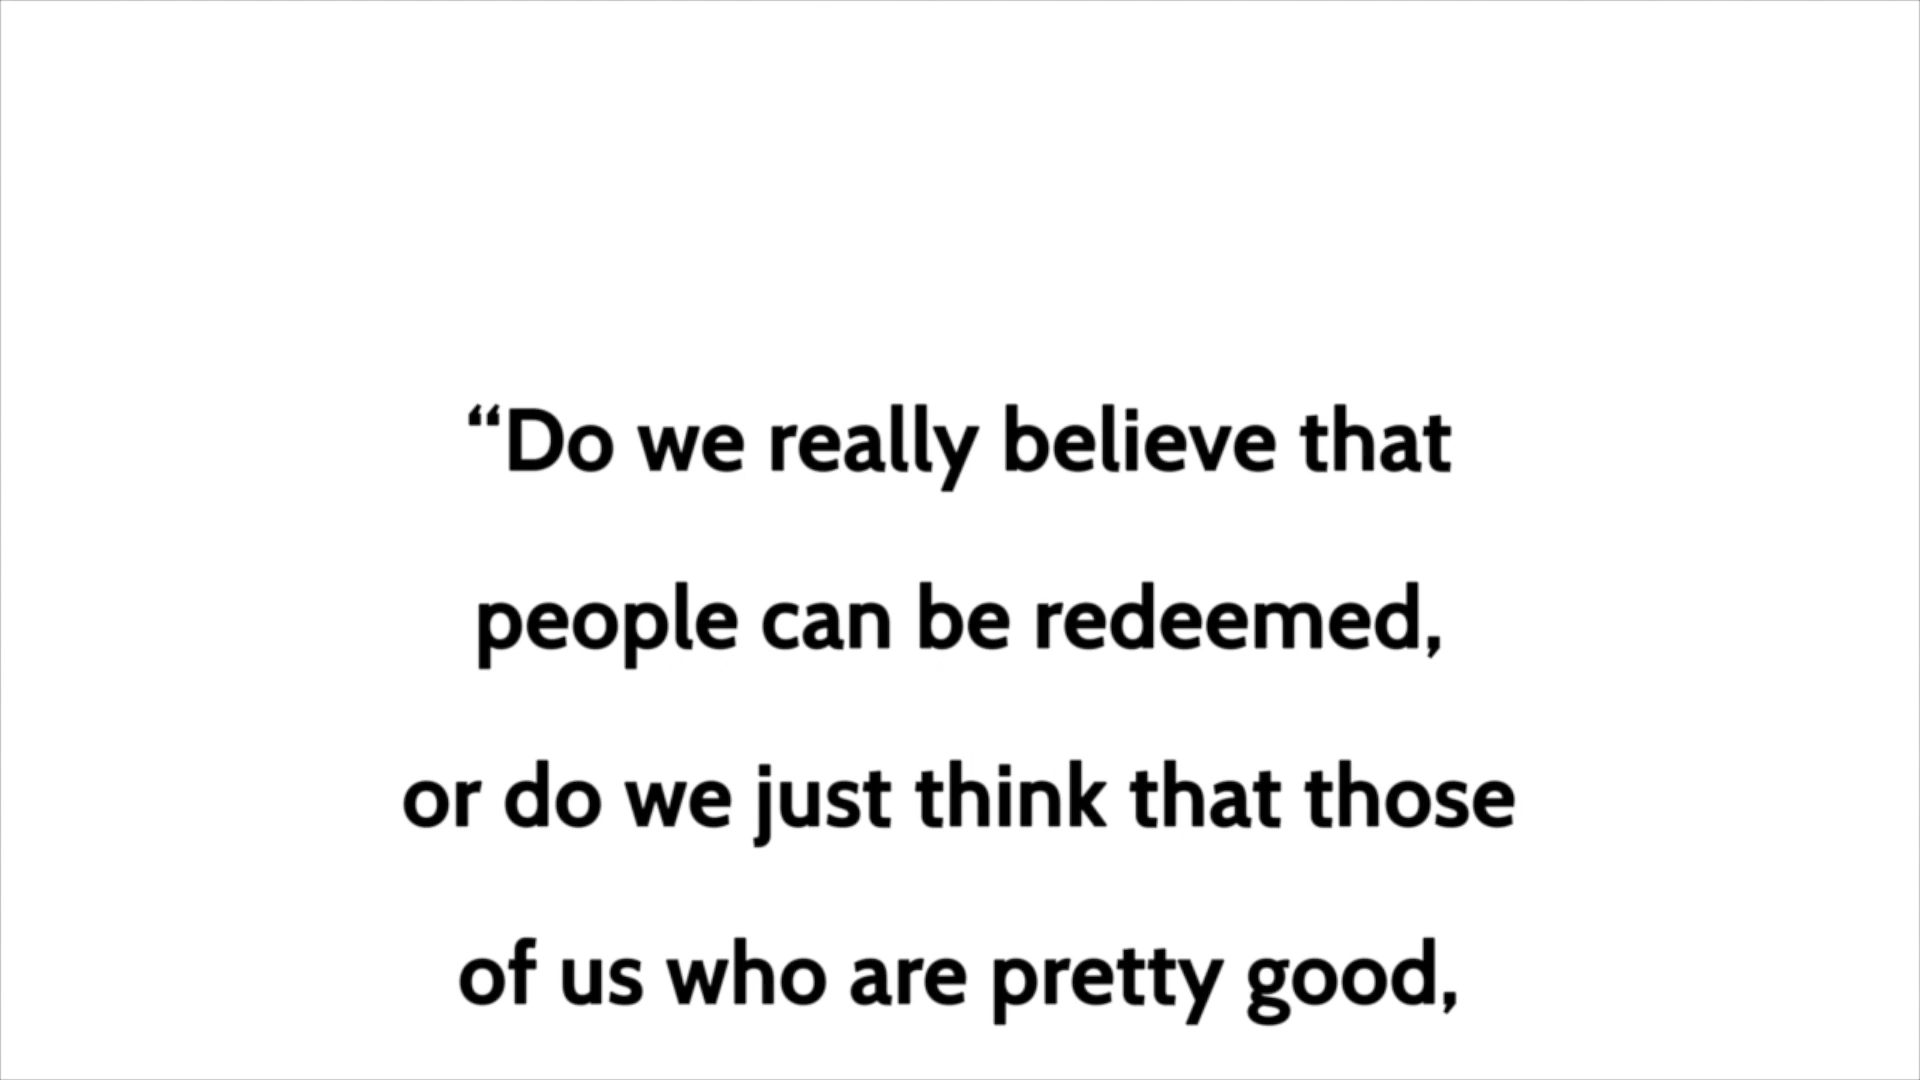 “Do we really believe that
people can be redeemed,
or do we just think that those
of us who are pretty good,